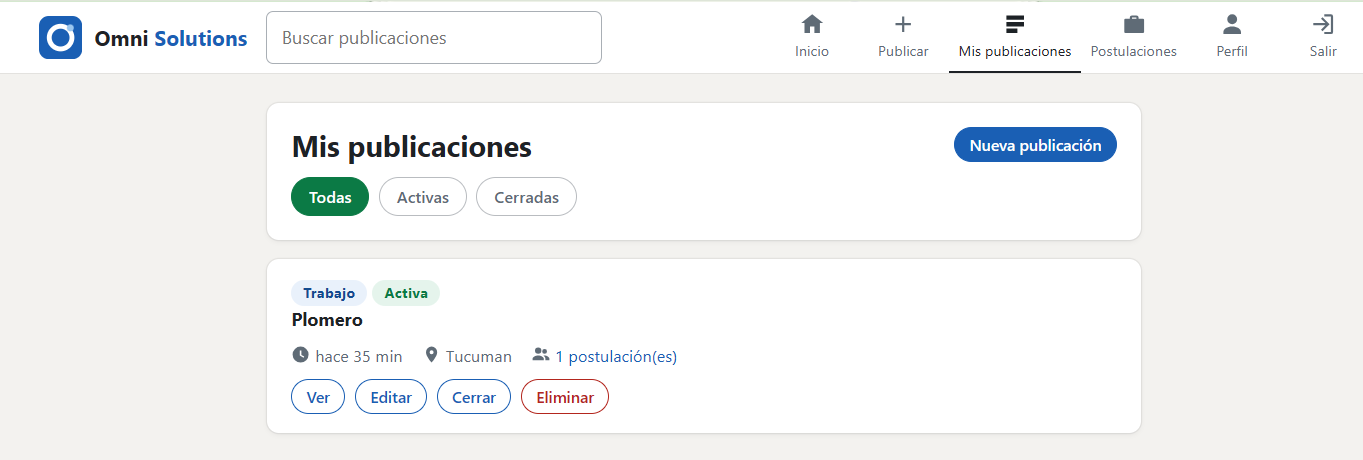 Omni Solutions
Buscar publicaciones
Inicio
Publicar
Mis publicaciones
Postulaciones
Perfil
Salir
Mis publicaciones
Nueva publicación
Todas
Activas
Cerradas
Trabajo
Activa
Plomero
hace 35 min
Tucuman
1 postulación(es)
Ver
Editar
Cerrar
Eliminar